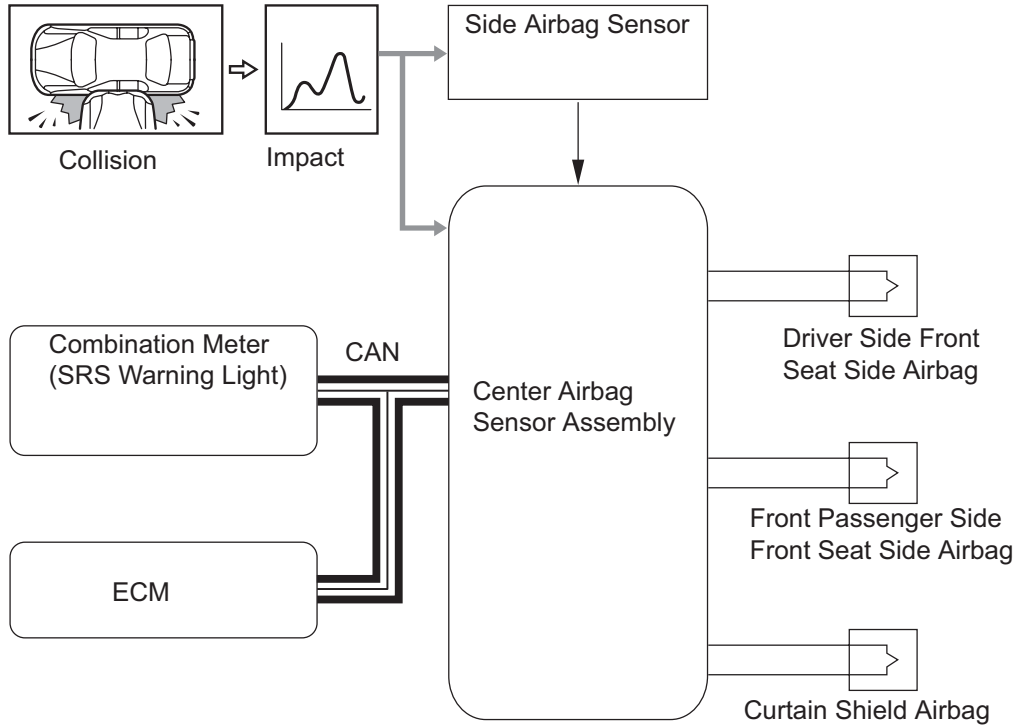 Side Airbag Sensor
Collision
Impact
Combination Meter
(SRS Warning Light)
CAN
Center Airbag
Sensor Assembly
Driver Side Front
Seat Side Airbag
Front Passenger Side
Front Seat Side Airbag
ECM
Curtain Shield Airbag